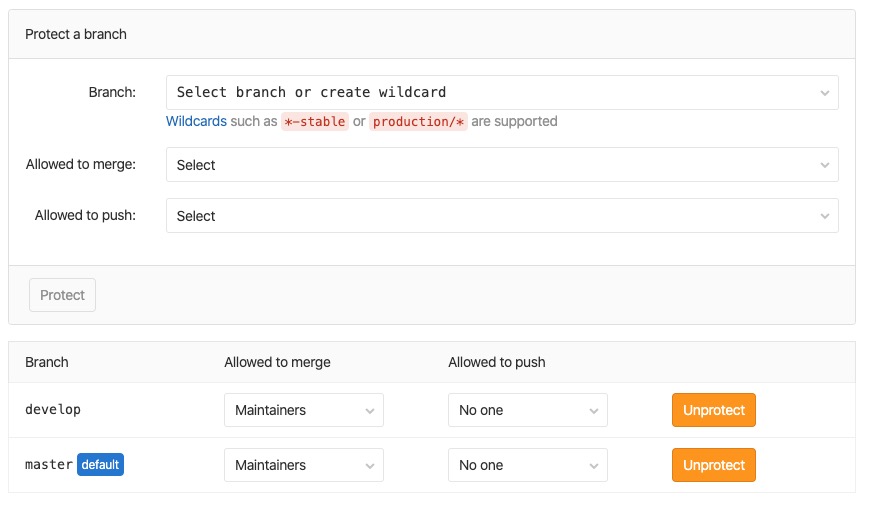 Protect a branch
Branch: Select branch or create wildcard
Wildcards such as *-stable or production/* are supported
Allowed to merge: Select
Allowed to push: Select
Protect
Branch Allowed to merge Allowed to push
develop Maintainers No one Unprotect
master default Maintainers No one Unprotect